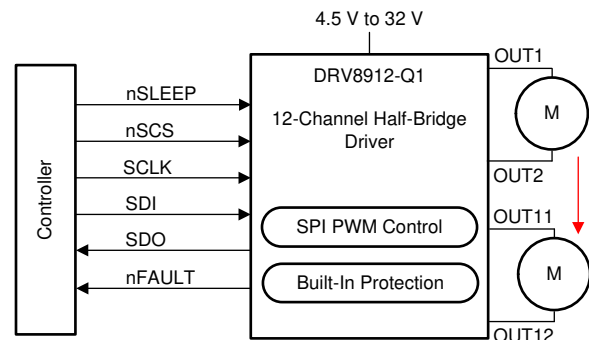 4.5 V to 32 V
DRV8912-Q1
12-Channel Half-Bridge
Driver
SPI PWM Control
Built-In Protection
Controller
nSLEEP
nSCS
SCLK
SDI
SDO
nFAULT
OUT1
M
OUT2
OUT11
M
OUT12